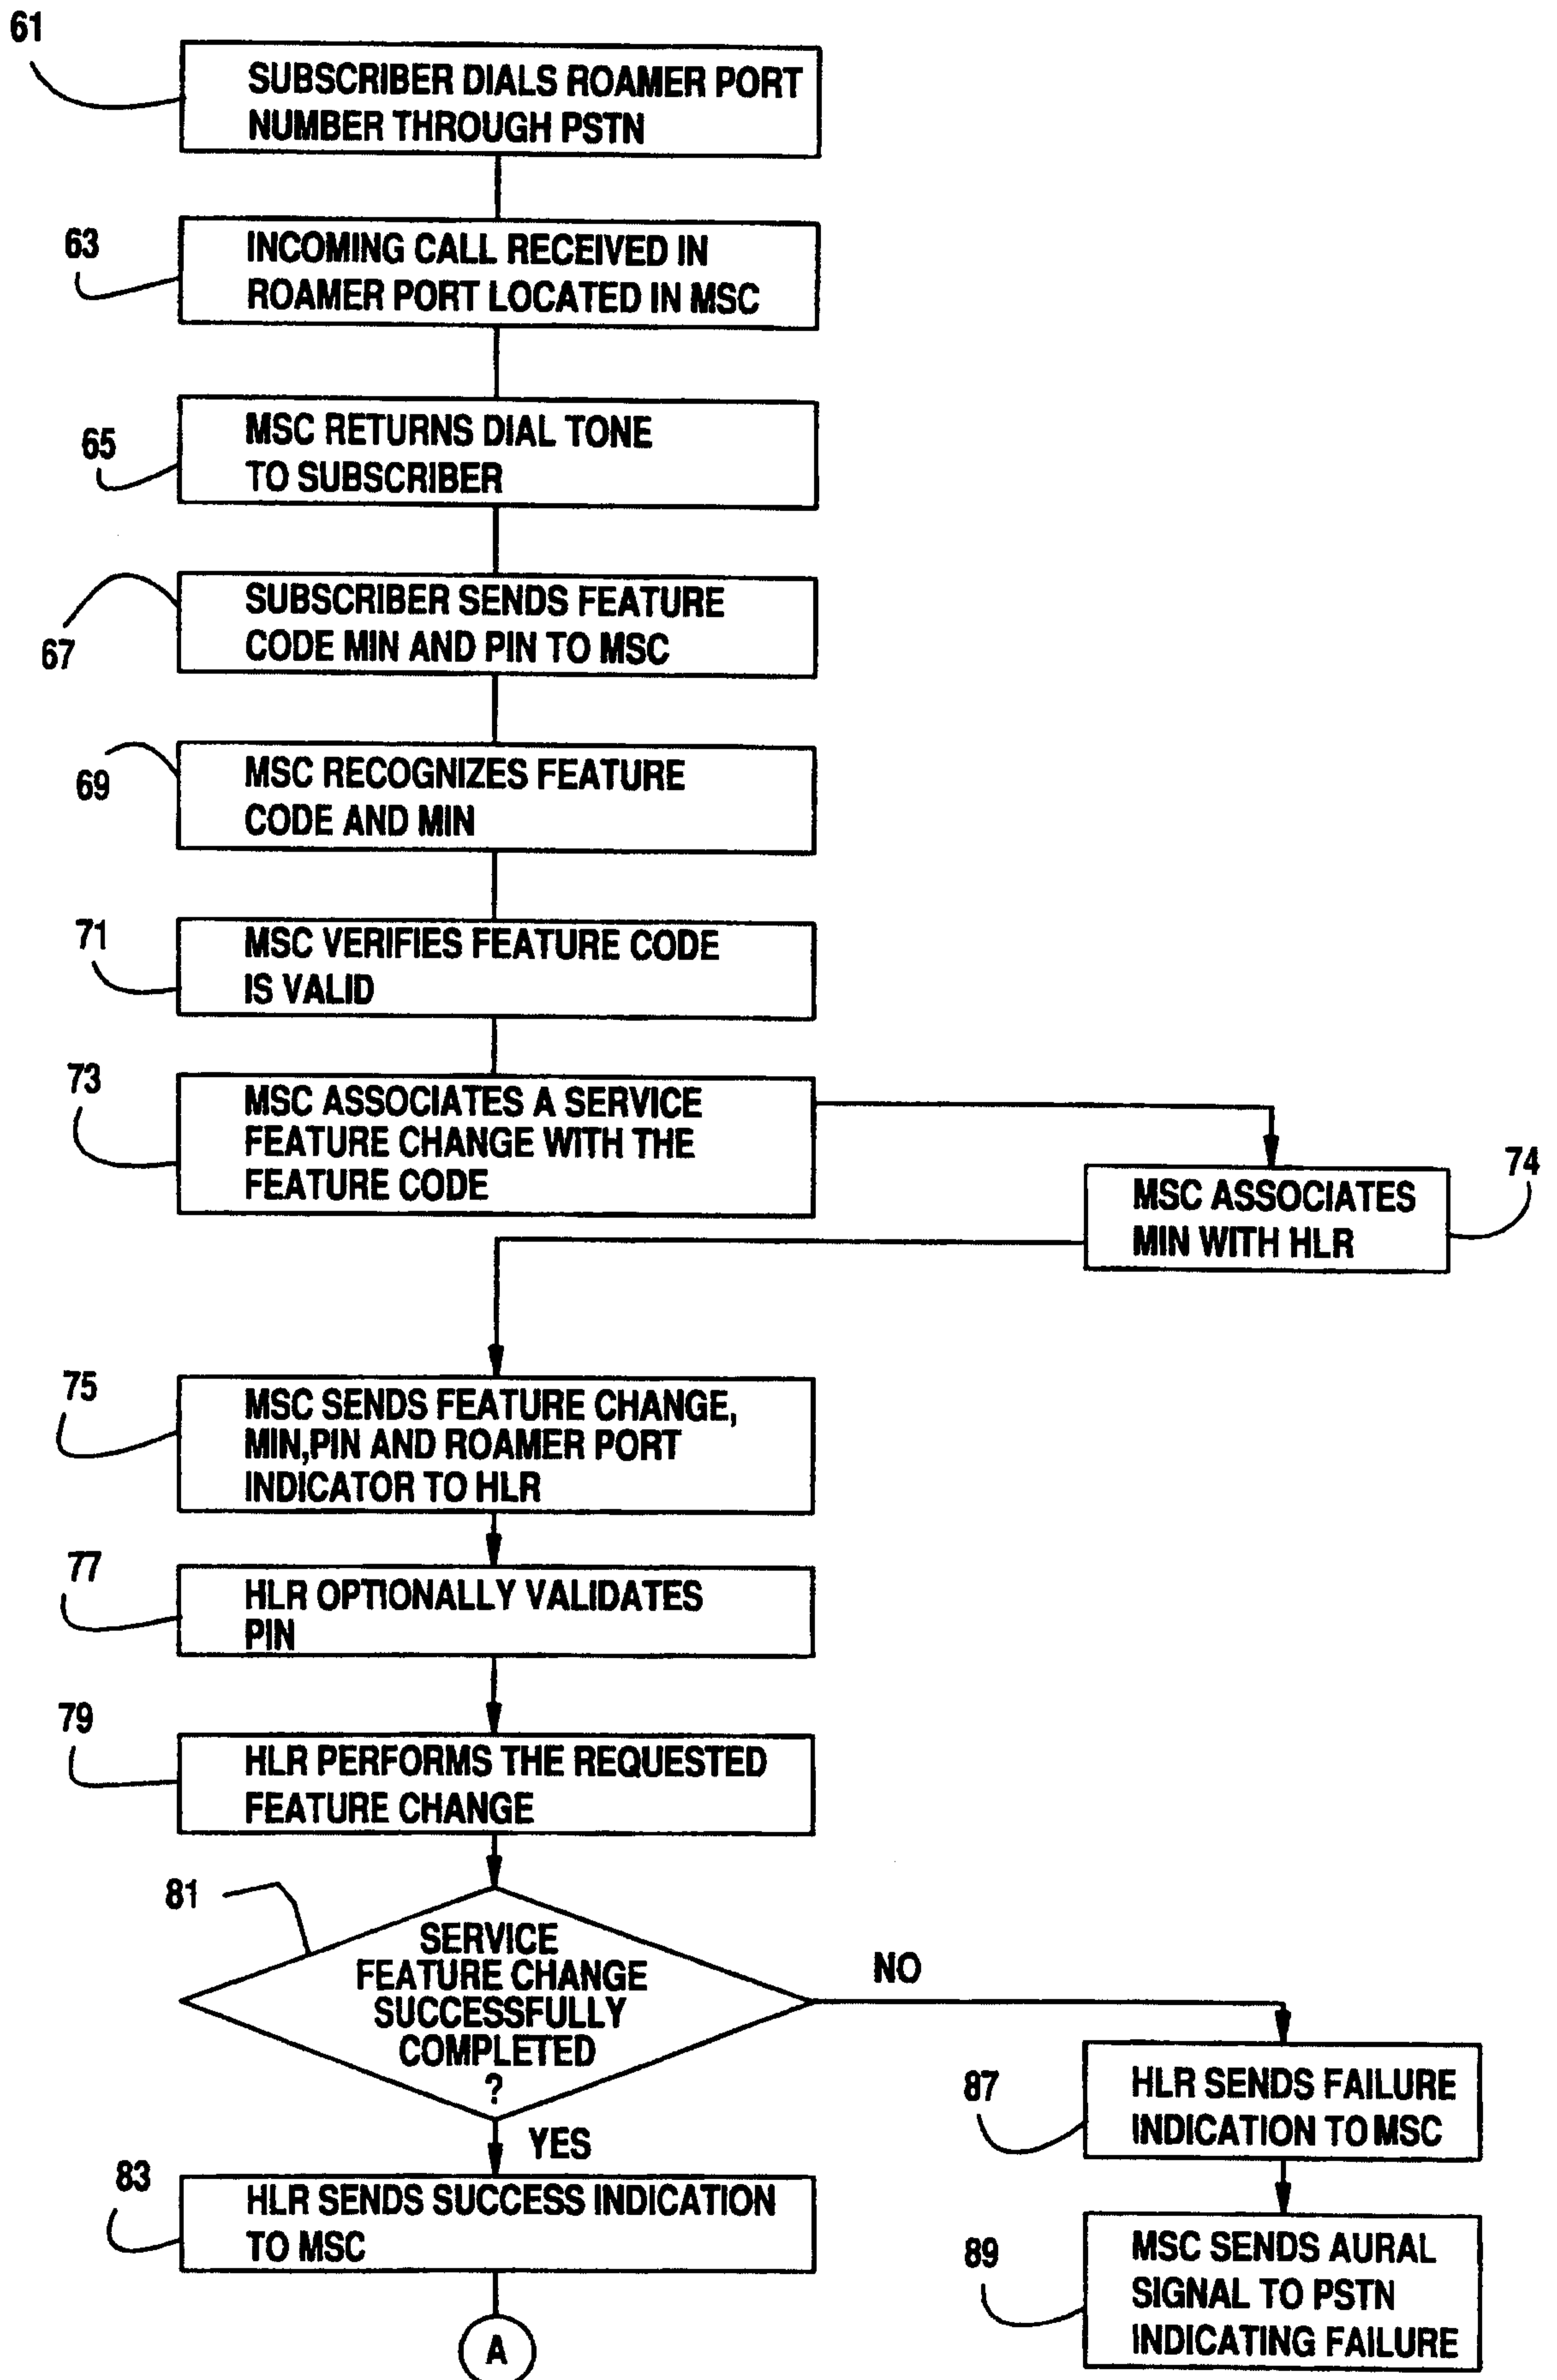 61
SUBSCRIBER DIALS ROAMER PORT
NUMBER THROUGH PSTN
63
INCOMING CALL RECEIVED IN
ROAMER PORT LOCATED IN MSC
65
MSC RETURNS DIAL TONE
TO SUBSCRIBER
67
SUBSCRIBER SENDS FEATURE
CODE MIN AND PIN TO MSC
69
MSC RECOGNIZES FEATURE
CODE AND MIN
71
MSC VERIFIES FEATURE CODE
IS VALID
73
MSC ASSOCIATES A SERVICE
FEATURE CHANGE WITH THE
FEATURE CODE
74
MSC ASSOCIATES
MIN WITH HLR
75
MSC SENDS FEATURE CHANGE,
MIN,PIN AND ROAMER PORT
INDICATOR TO HLR
77
HLR OPTIONALLY VALIDATES
PIN
79
HLR PERFORMS THE REQUESTED
FEATURE CHANGE
81
SERVICE
FEATURE CHANGE
SUCCESSFULLY
COMPLETED
?
NO
YES
83
HLR SENDS SUCCESS INDICATION
TO MSC
A
87
HLR SENDS FAILURE
INDICATION TO MSC
89
MSC SENDS AURAL
SIGNAL TO PSTN
INDICATING FAILURE